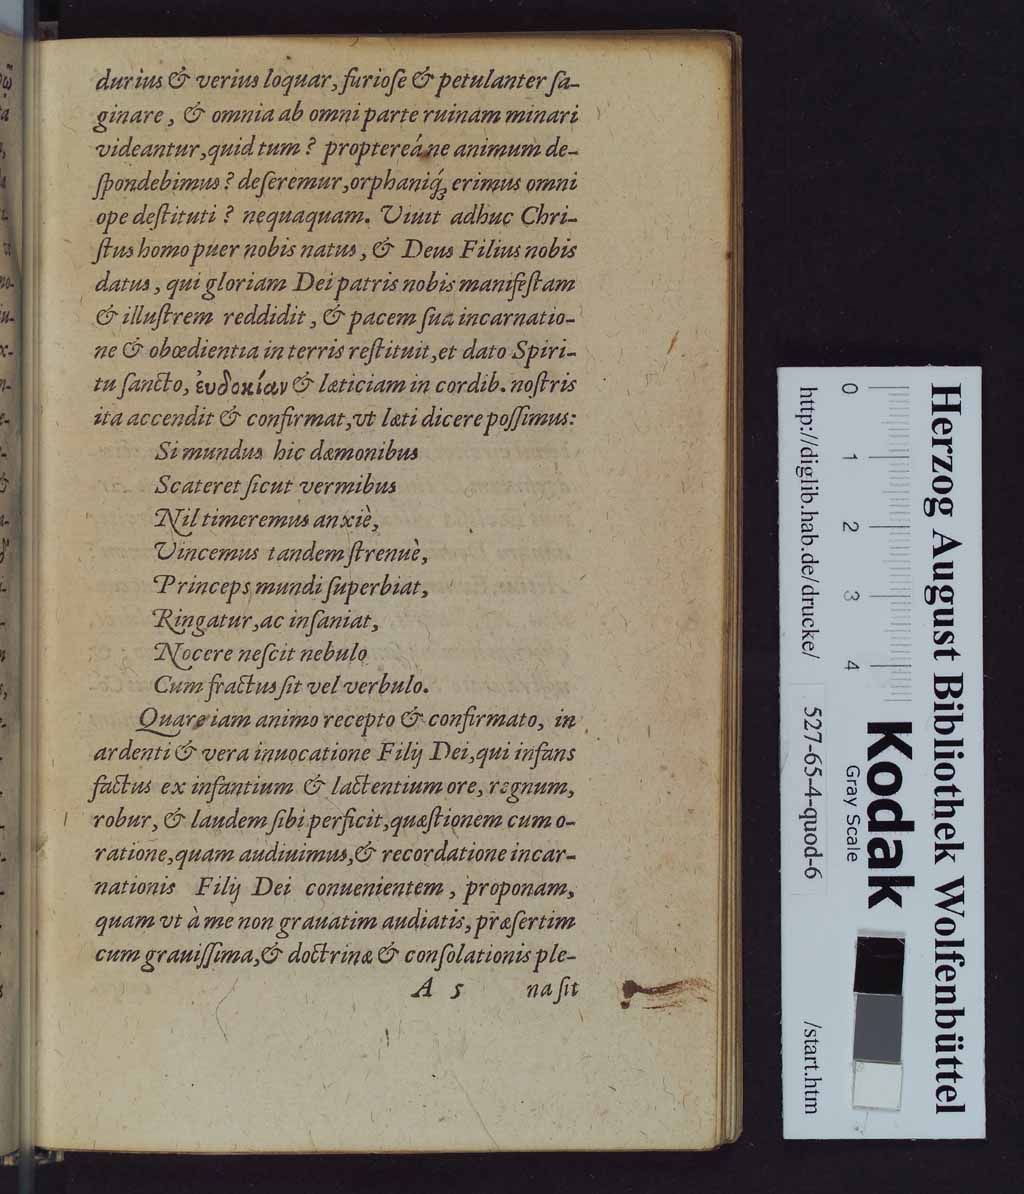 durius & verius loquar, furioſe & petulanter ſa-
ginare, & omnia ab omni parte ruinam minari
videantur, quid tum? proptereáne animum de-
ſpondebimus? deſeremur, orphaniq́ꝫ erimus omni
ope deſtituti? nequaquam. Viuit adhuc Chri-
ſtus homo puer nobis natus, & Deus Filius nobis
datus, qui gloriam Dei patris nobis manifeſtam
& illuſtrem reddidit, & pacem ſua incarnatio-
ne & obœdientia in terris reſtituit, et dato Spiri-
tu ſancto, ἐυδοκίαν & læticiam in cordib. noſtris
ita accendit & confirmat, vt læti dicere poſſimus:
Si mundus hic dæmonibus
Scateret ſicut vermibus
Nil timeremus anxiè,
Vincemus tandem ſtrenuè,
Princeps mundi ſuperbiat,
Ringatur, ac inſaniat,
Nocere neſcit nebulo
Cum fractus ſit vel verbulo.
Quare iam animo recepto & confirmato, in
ardenti & vera inuocatione Filij Dei, qui infans
factus ex infantium & lactentium ore, regnum,
robur, & laudem ſibi perficit, quæſtionem cum o-
ratione, quam audiuimus, & recordatione incar-
nationis Filij Dei conuenientem, proponam,
quam vt à me non grauatim audiatis, præſertim
cum grauiſſima, & doctrinæ & conſolationis ple-
A 5 na ſit
Herzog August Bibliothek Wolfenbüttel
Kodak
Gray Scale
0 1 2 3 4
http://diglib.hab.de/drucke/ 527-65-4-quod-6 /start.htm